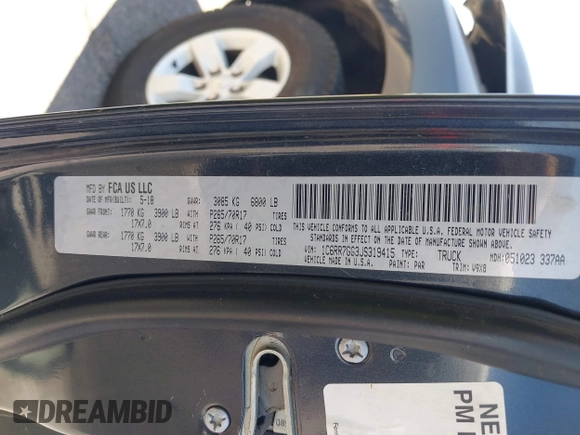 MFD BY FCA US LLC
DATE OF MFR(BUILT): 5-18 GVWR: 3085 KG 6800 LB
GAWR FRONT: 1770 KG 3900 LB WITH P265/70R17 TIRES
17X7.0 RIMS AT 276 KPA ( 40 PSI) COLD
GAWR REAR: 1770 KG 3900 LB WITH P265/70R17 TIRES
17X7.0 RIMS AT 276 KPA ( 40 PSI) COLD
THIS VEHICLE CONFORMS TO ALL APPLICABLE U.S.A. FEDERAL MOTOR VEHICLE SAFETY
STANDARDS IN EFFECT ON THE DATE OF MANUFACTURE SHOWN ABOVE.
VIN: 1C6RR7GG3JS319415 TYPE: TRUCK MDH:051023 337AA
VEHICLE MADE IN U.S.A. PAINT: PAR TRIM: V9X8
NE
PM
DREAMBID